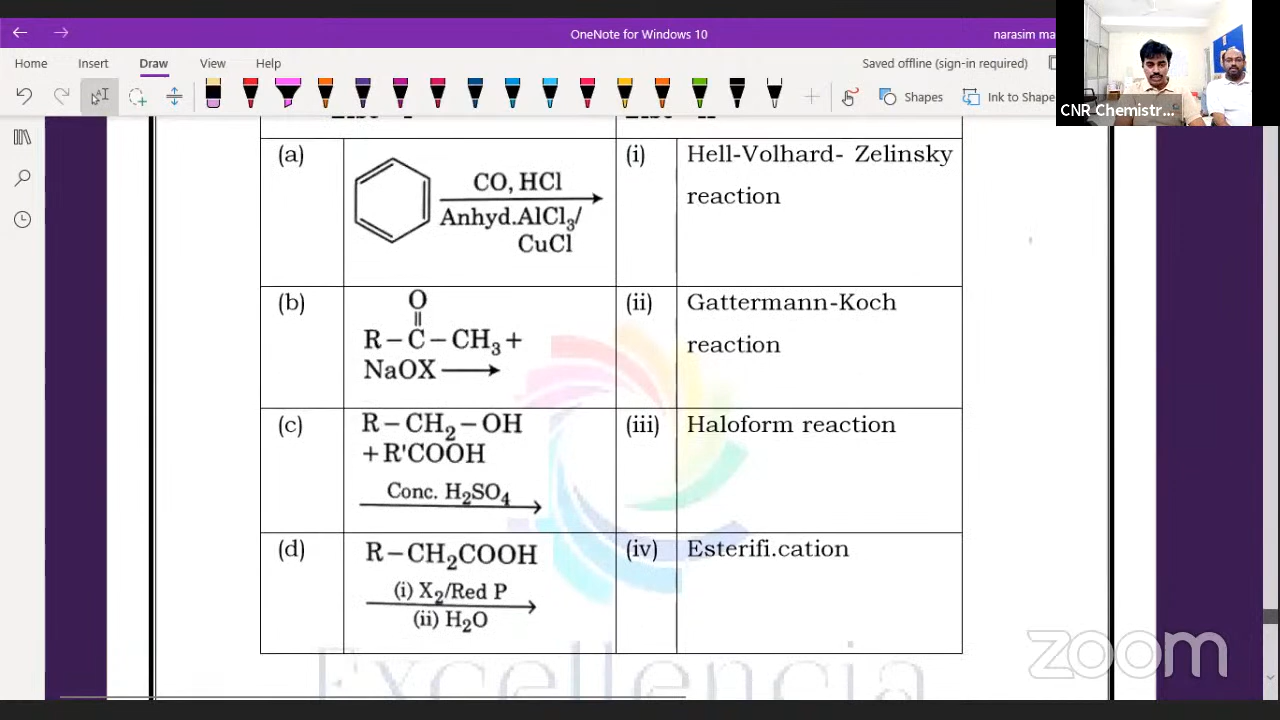 OneNote for Windows 10
narasim ma
Home Insert Draw View Help
Saved offline (sign-in required)
Shapes
Ink to Shape
CNR Chemistr...
(a)
CO, HCl
Anhyd.AlCl3/
CuCl
(i)
Hell-Volhard- Zelinsky
reaction
(b)
O
R – C – CH3 +
NaOX ⟶
(ii)
Gattermann-Koch
reaction
(c)
R – CH2 – OH
+ R'COOH
Conc. H2SO4
(iii)
Haloform reaction
(d)
R – CH2COOH
(i) X2/Red P
(ii) H2O
(iv)
Esterifi.cation
zoom
Excellencia